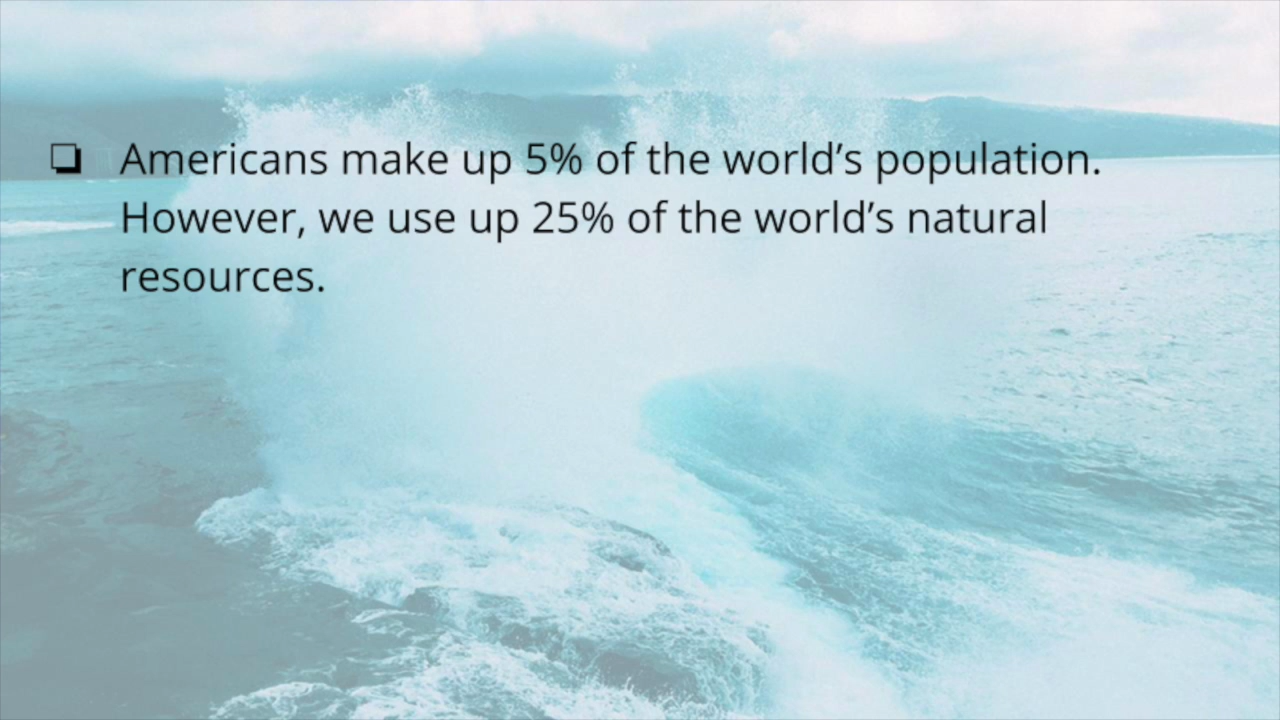 ❏ Americans make up 5% of the world’s population.
However, we use up 25% of the world’s natural
resources.